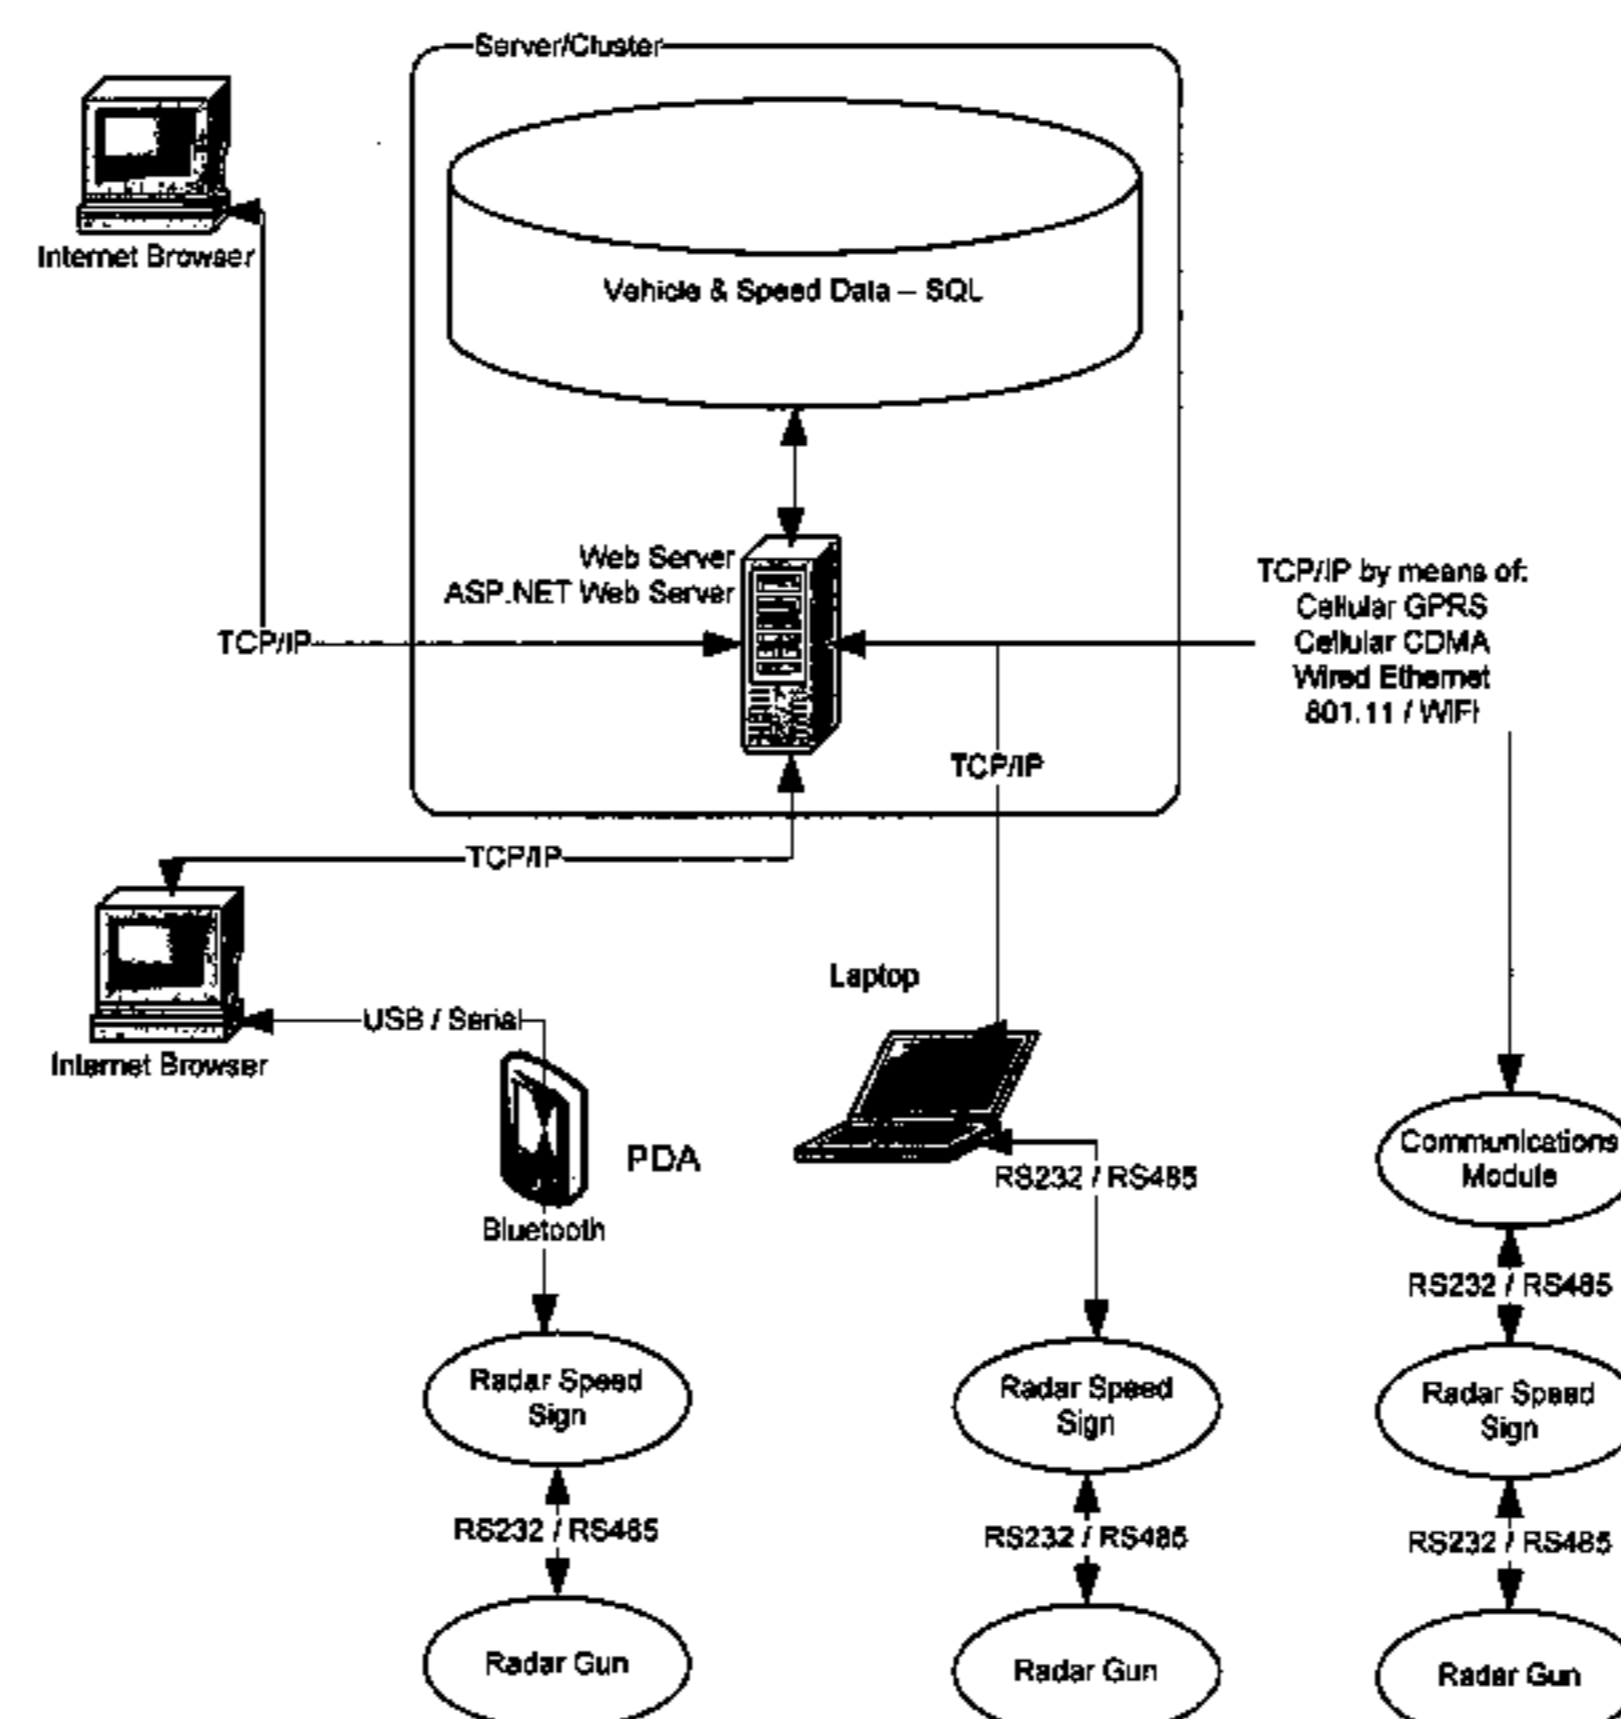 Server/Cluster
Internet Browser
Vehicle & Speed Data – SQL
Web Server
ASP.NET Web Server
TCP/IP
TCP/IP by means of:
Cellular GPRS
Cellular CDMA
Wired Ethernet
801.11 / WIFI
TCP/IP
TCP/IP
Laptop
USB / Serial
Internet Browser
PDA
Bluetooth
RS232 / RS485
Communications
Module
RS232 / RS485
Radar Speed
Sign
Radar Speed
Sign
Radar Speed
Sign
RS232 / RS485
RS232 / RS485
RS232 / RS485
Radar Gun
Radar Gun
Radar Gun